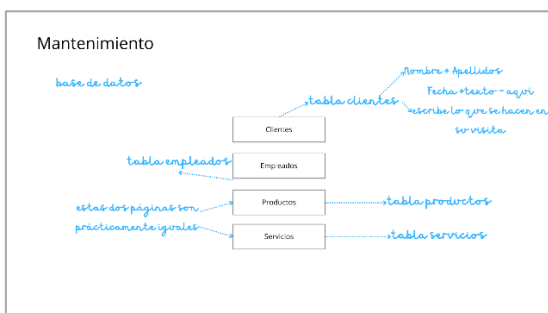 Mantenimiento
base de datos
Nombre + Apellidos
Fecha + texto - aquí
escribe lo que se hacen en
su visita
tabla clientes
Clientes
tabla empleados
Empleados
estas dos páginas son
prácticamente iguales
Productos
tabla productos
Servicios
tabla servicios